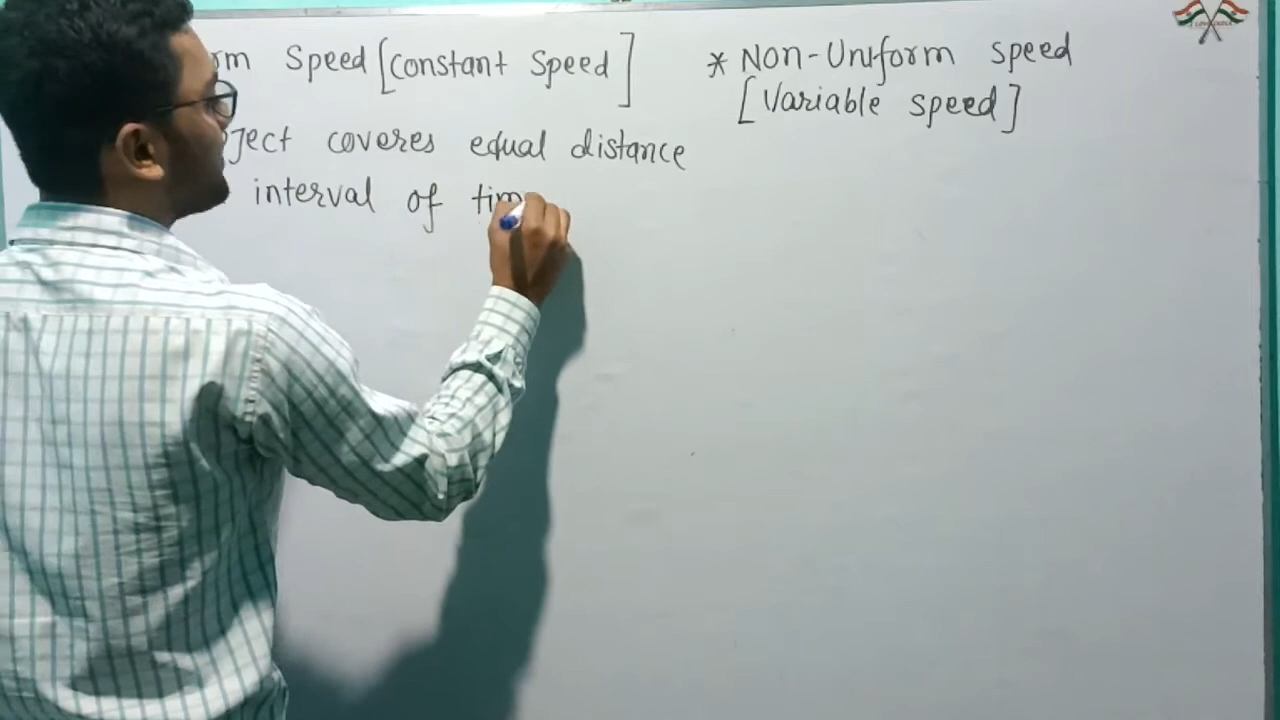 rm Speed [Constant Speed]
ject coveres equal distance
interval of tim
* Non-Uniform speed
[Variable speed]